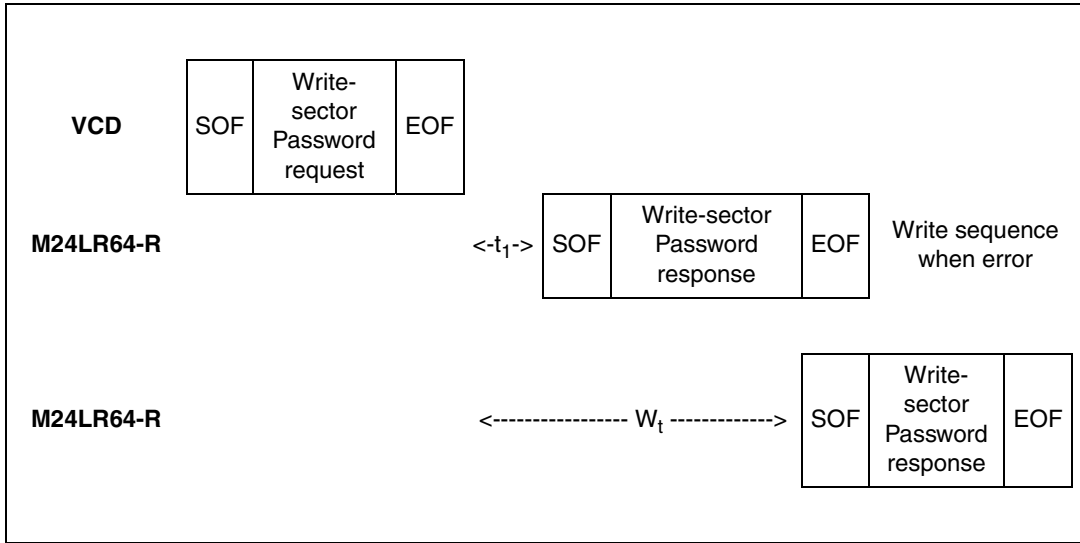 VCD
SOF
Write-
sector
Password
request
EOF
M24LR64-R
<-t1->
SOF
Write-sector
Password
response
EOF
Write sequence
when error
M24LR64-R
<---------------- Wt ------------>
SOF
Write-
sector
Password
response
EOF